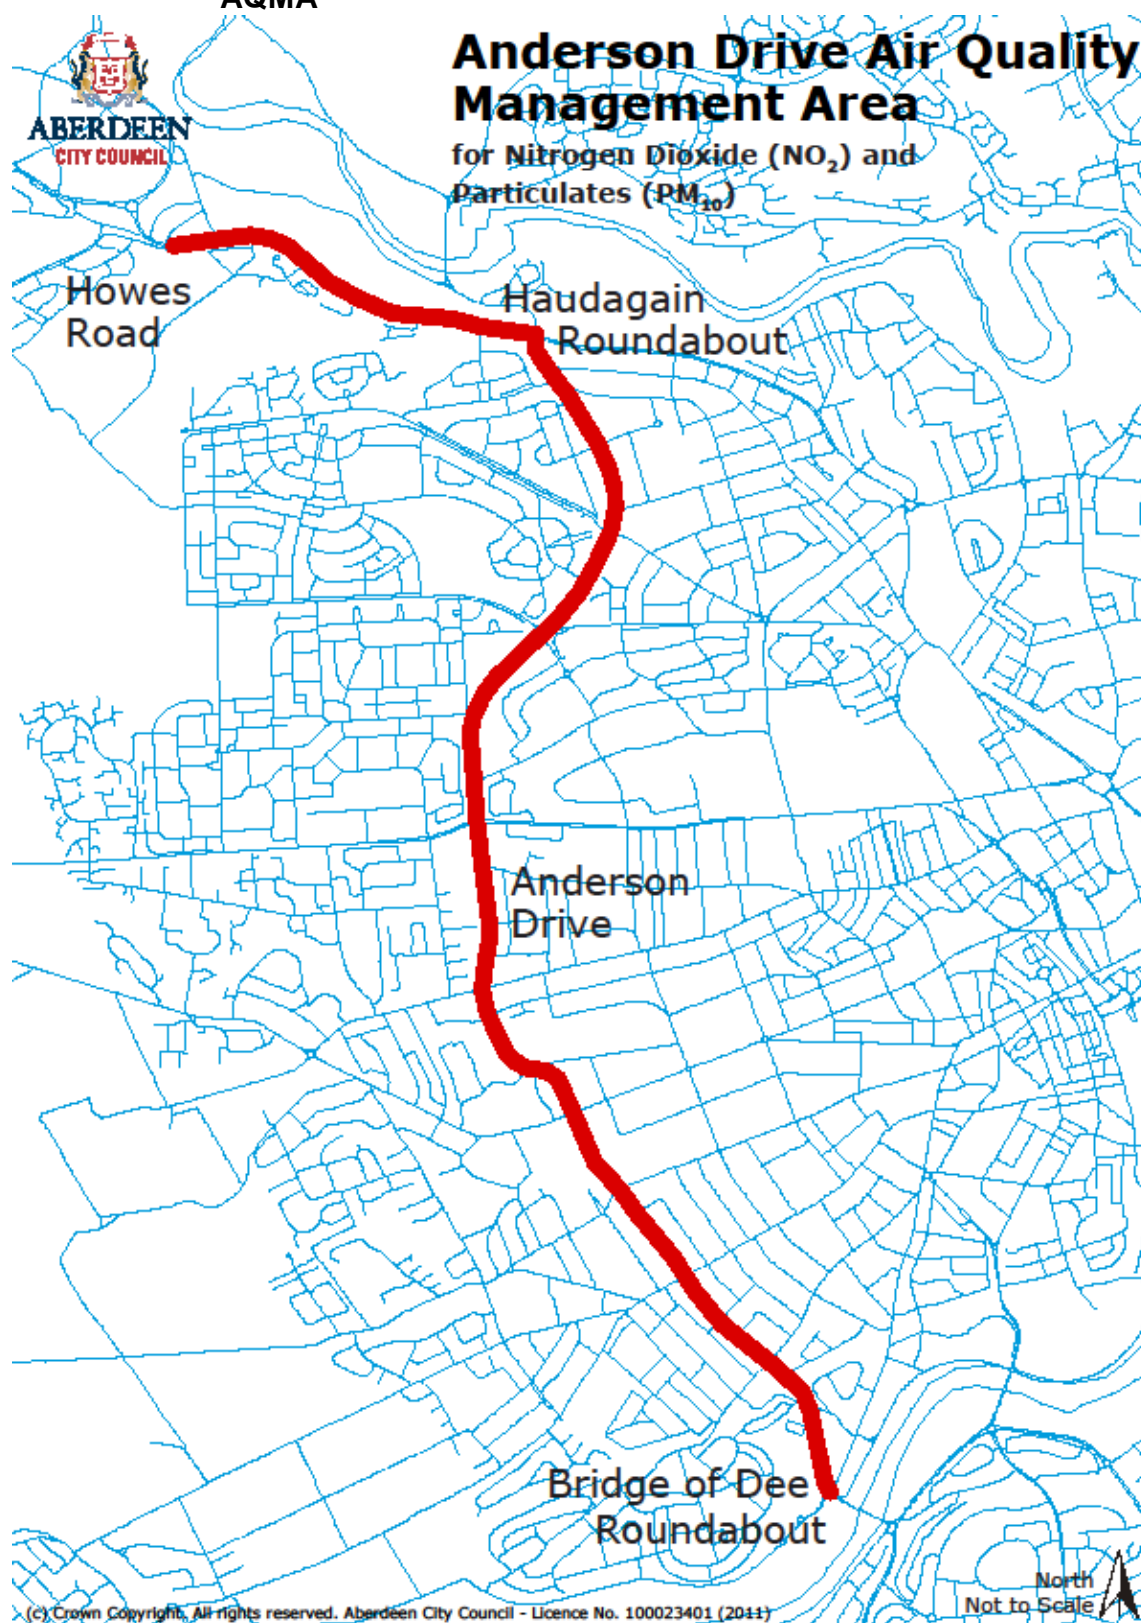 AQMA
Anderson Drive Air Quality
Management Area
for Nitrogen Dioxide (NO₂) and
Particulates (PM₁₀)
ABERDEEN
CITY COUNCIL
Howes
Road
Haudagain
Roundabout
Anderson
Drive
Bridge of Dee
Roundabout
North
Not to Scale
(c) Crown Copyright. All rights reserved. Aberdeen City Council - Licence No. 100023401 (2011)